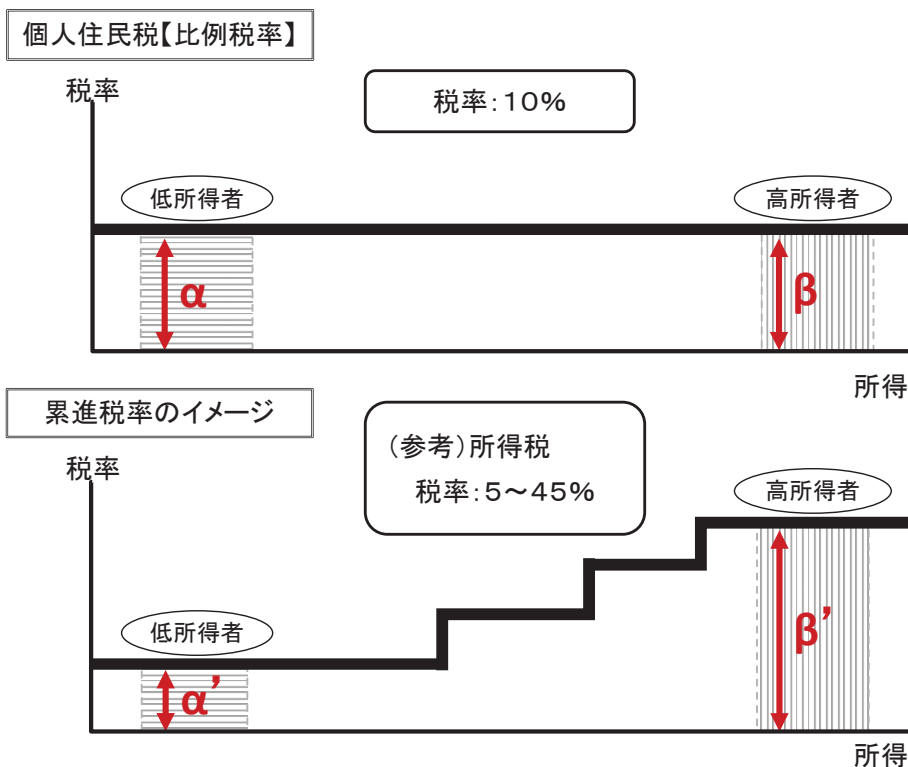 個人住民税【比例税率】
税率
税率:10%
低所得者
高所得者
α
β
所得
累進税率のイメージ
税率
(参考)所得税
税率:5～45%
高所得者
低所得者
α’
β’
所得